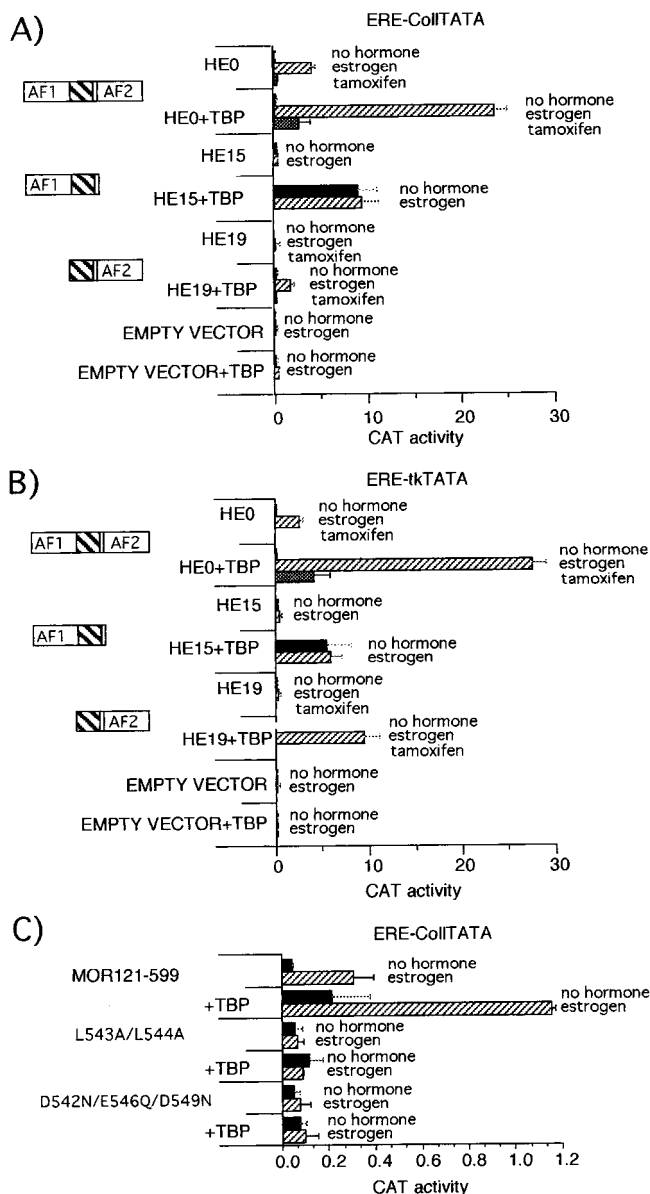 A)
ERE-CollTATA
HE0
no hormone
estrogen
tamoxifen
AF1 AF2
HE0+TBP
no hormone
estrogen
tamoxifen
HE15
no hormone
estrogen
AF1
HE15+TBP
no hormone
estrogen
HE19
no hormone
estrogen
tamoxifen
AF2
HE19+TBP
no hormone
estrogen
tamoxifen
EMPTY VECTOR
no hormone
estrogen
EMPTY VECTOR+TBP
no hormone
estrogen
0 10 20 30
CAT activity
B)
ERE-tkTATA
HE0
no hormone
estrogen
tamoxifen
AF1 AF2
HE0+TBP
no hormone
estrogen
tamoxifen
HE15
no hormone
estrogen
AF1
HE15+TBP
no hormone
estrogen
HE19
no hormone
estrogen
tamoxifen
AF2
HE19+TBP
no hormone
estrogen
tamoxifen
EMPTY VECTOR
no hormone
estrogen
EMPTY VECTOR+TBP
no hormone
estrogen
0 10 20 30
CAT activity
C)
ERE-CollTATA
MOR121-599
no hormone
estrogen
+TBP
no hormone
estrogen
L543A/L544A
no hormone
estrogen
+TBP
no hormone
estrogen
D542N/E546Q/D549N
no hormone
estrogen
+TBP
no hormone
estrogen
0.0 0.2 0.4 0.6 0.8 1.0 1.2
CAT activity